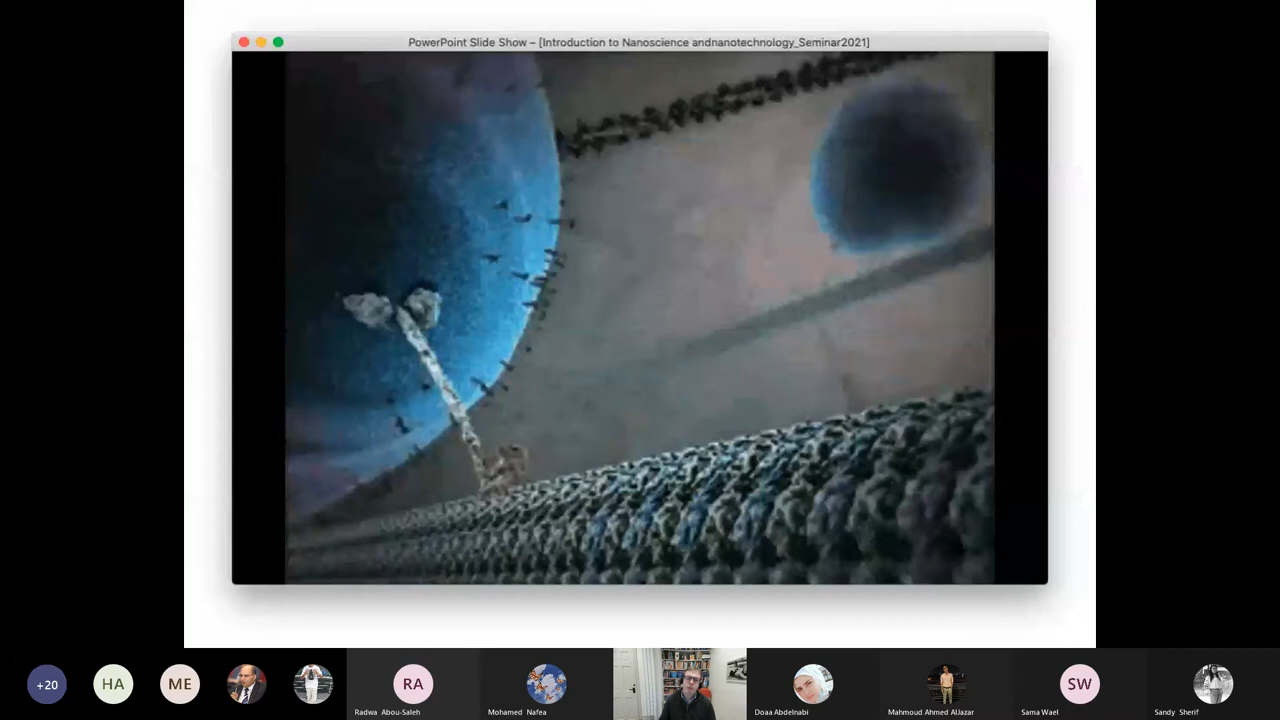 PowerPoint Slide Show – [Introduction to Nanoscience andnanotechnology_Seminar2021]
+20
HA
ME
RA
SW
Radwa Abou-Saleh
Mohamed Nafea
Doaa Abdelnabi
Mahmoud Ahmed AlJazar
Sama Wael
Sandy Sherif